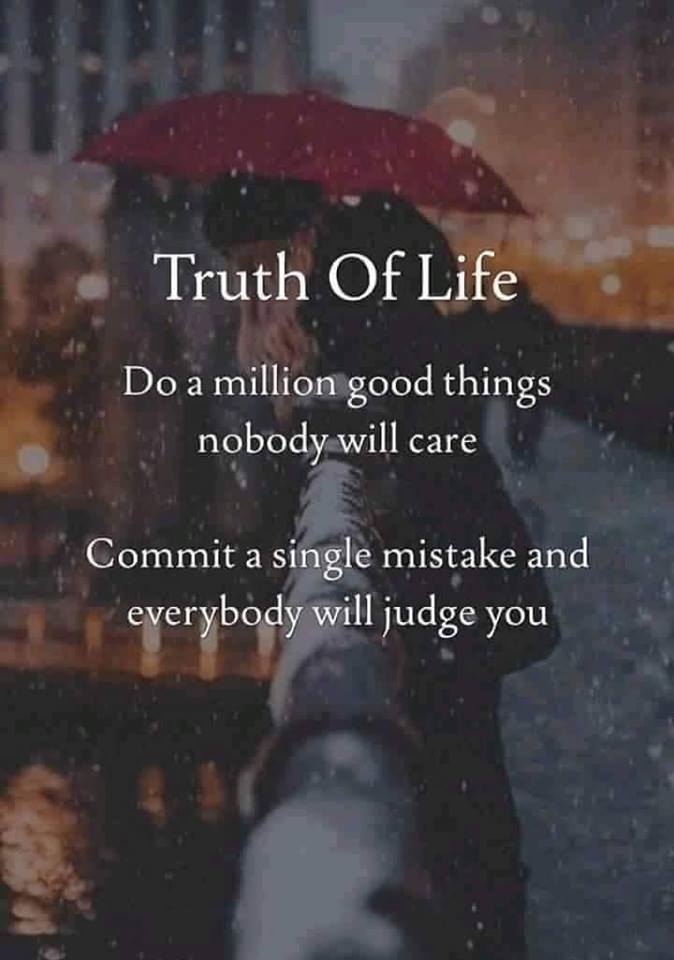 Truth Of Life
Do a million good things
nobody will care
Commit a single mistake and
everybody will judge you